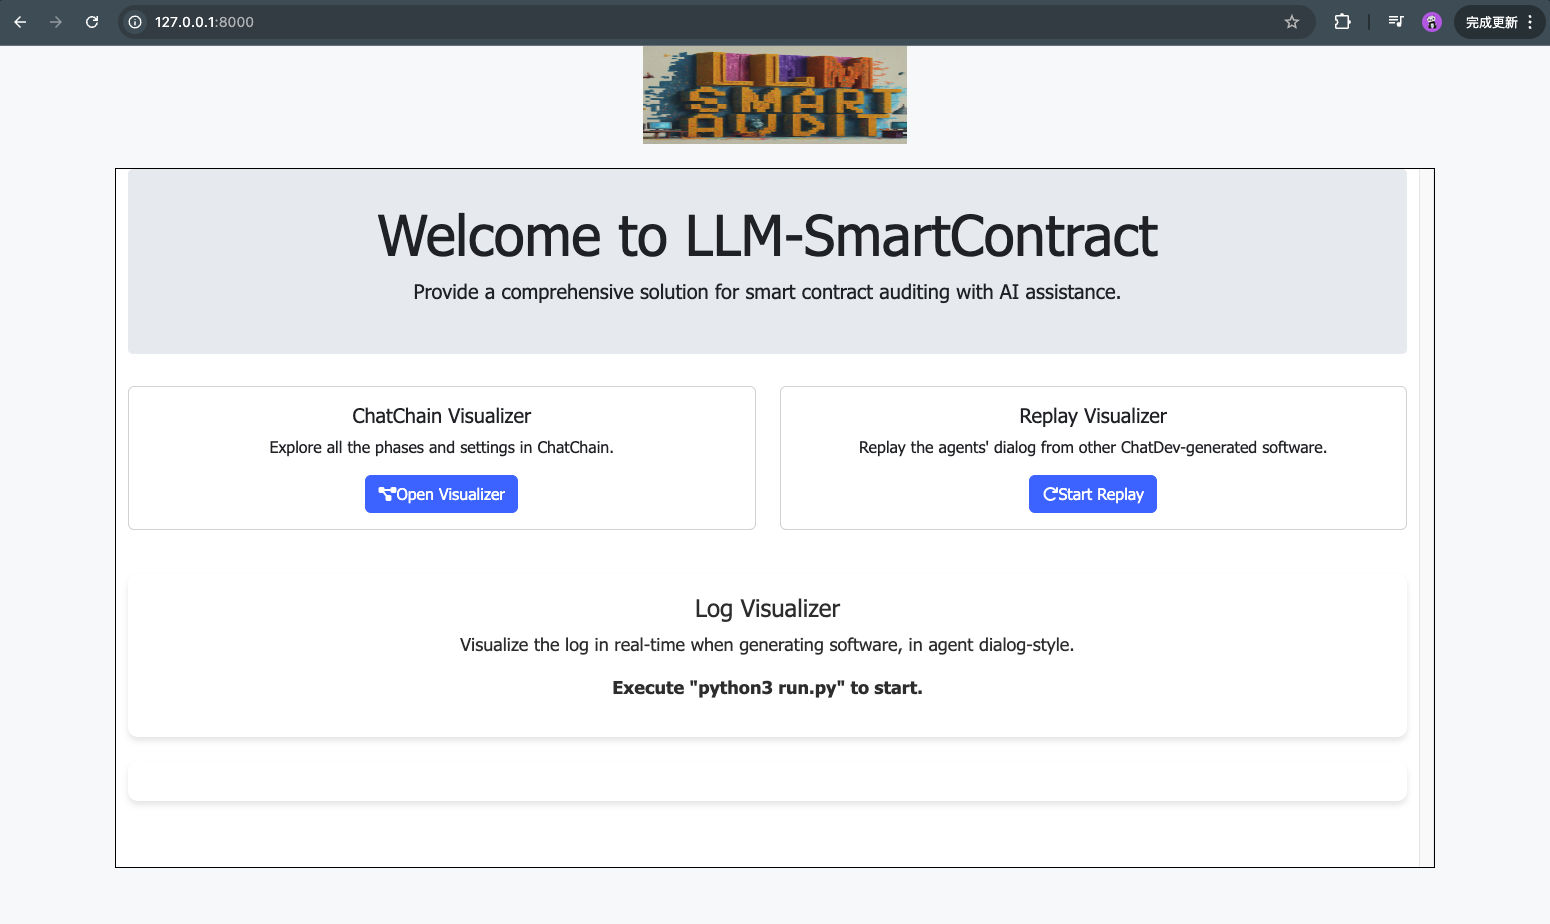 127.0.0.1:8000
完成更新
LLM
SMART
AUDIT
Welcome to LLM-SmartContract
Provide a comprehensive solution for smart contract auditing with AI assistance.
ChatChain Visualizer
Explore all the phases and settings in ChatChain.
Open Visualizer
Replay Visualizer
Replay the agents' dialog from other ChatDev-generated software.
Start Replay
Log Visualizer
Visualize the log in real-time when generating software, in agent dialog-style.
Execute "python3 run.py" to start.